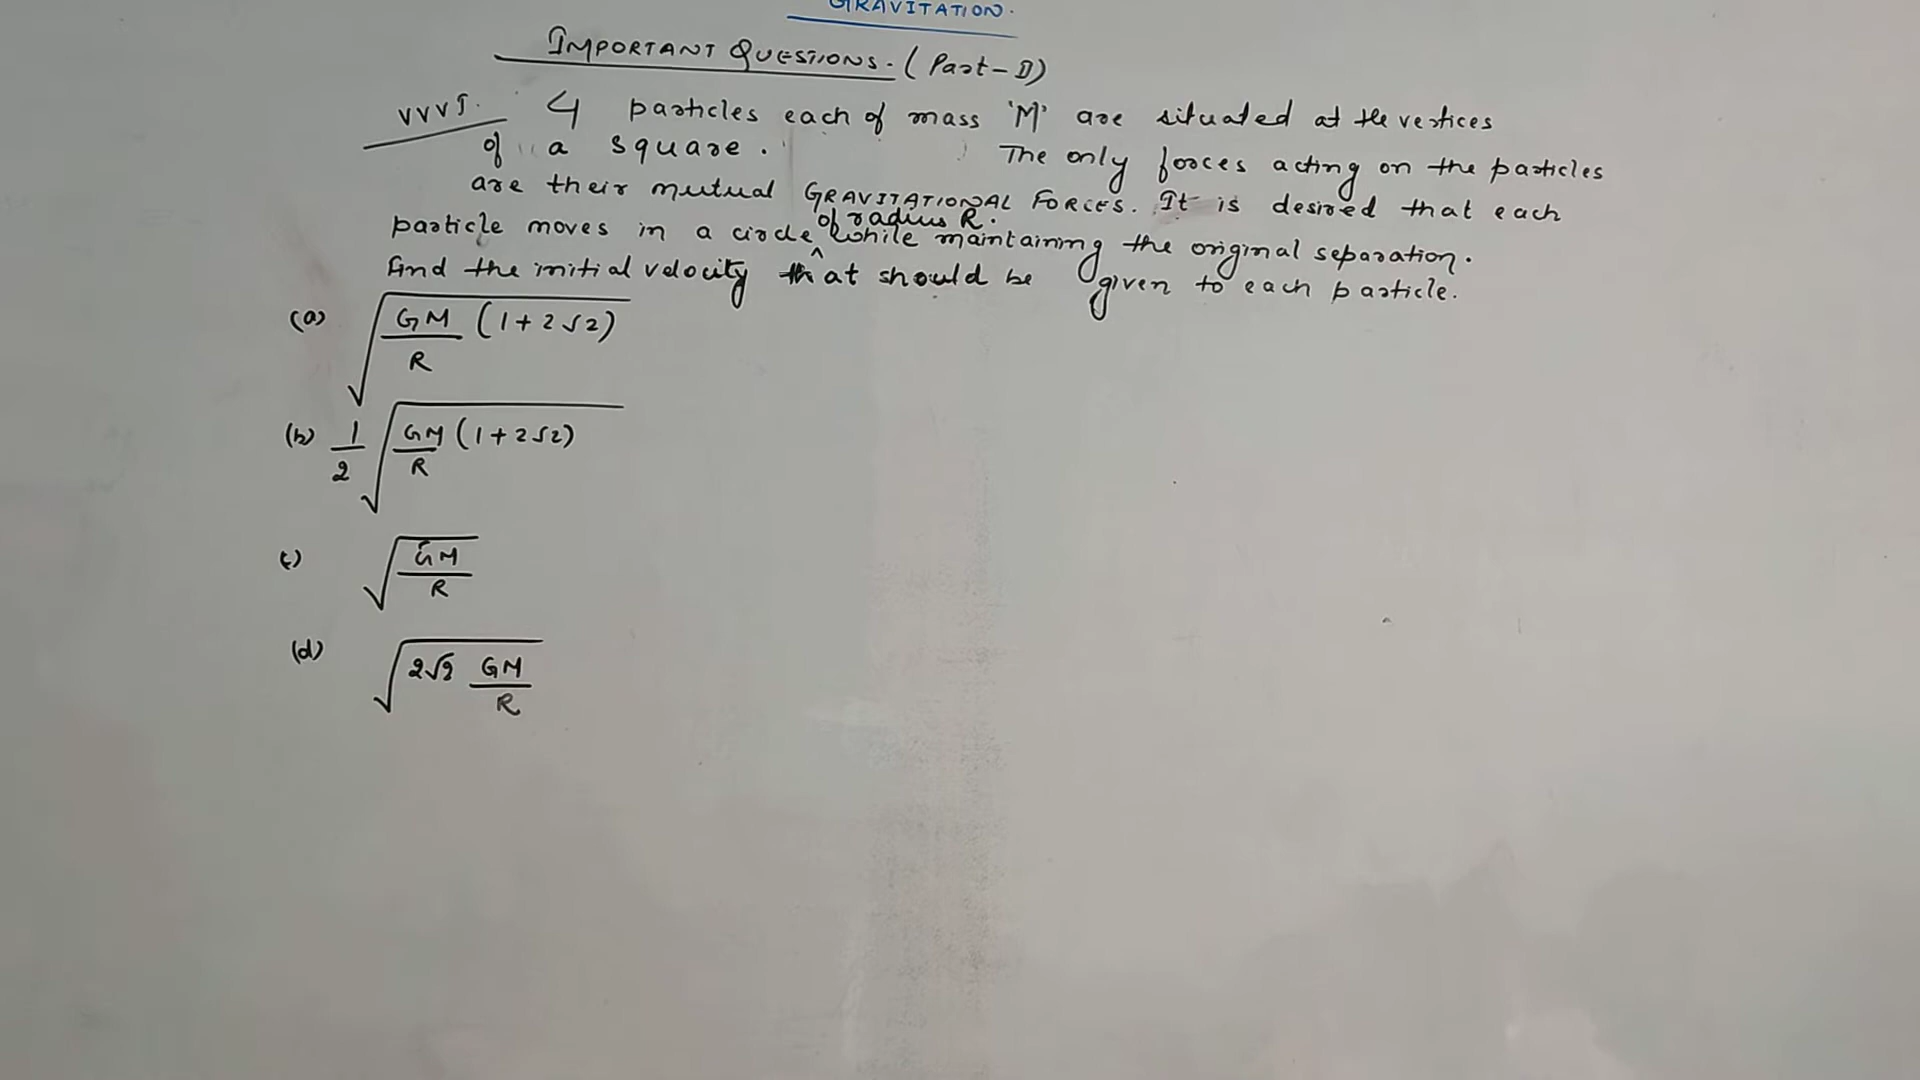 GRAVITATION.
IMPORTANT QUESTIONS. (Part-II)
VVVI. 4 particles each of mass 'M' are situated at the vertices
of a square. The only forces acting on the particles
are their mutual GRAVITATIONAL FORCES. It is desired that each
of radius R.
particle moves in a circle ^ while maintaining the original separation.
find the initial velocity that should be given to each particle.
(a) √(GM/R (1+2√2))
(b) 1/2 √(GM/R (1+2√2))
(c) √(GM/R)
(d) √(2√2 GM/R)